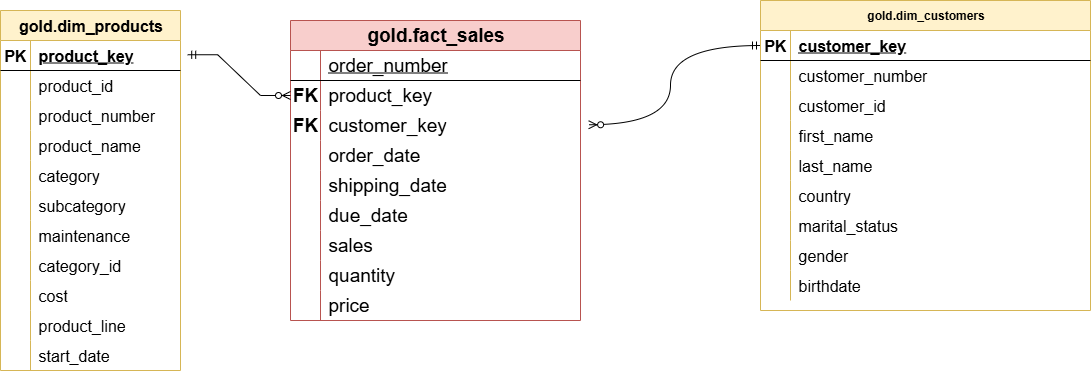 gold.dim_products
PK product_key
product_id
product_number
product_name
category
subcategory
maintenance
category_id
cost
product_line
start_date
gold.fact_sales
order_number
FK product_key
FK customer_key
order_date
shipping_date
due_date
sales
quantity
price
gold.dim_customers
PK customer_key
customer_number
customer_id
first_name
last_name
country
marital_status
gender
birthdate